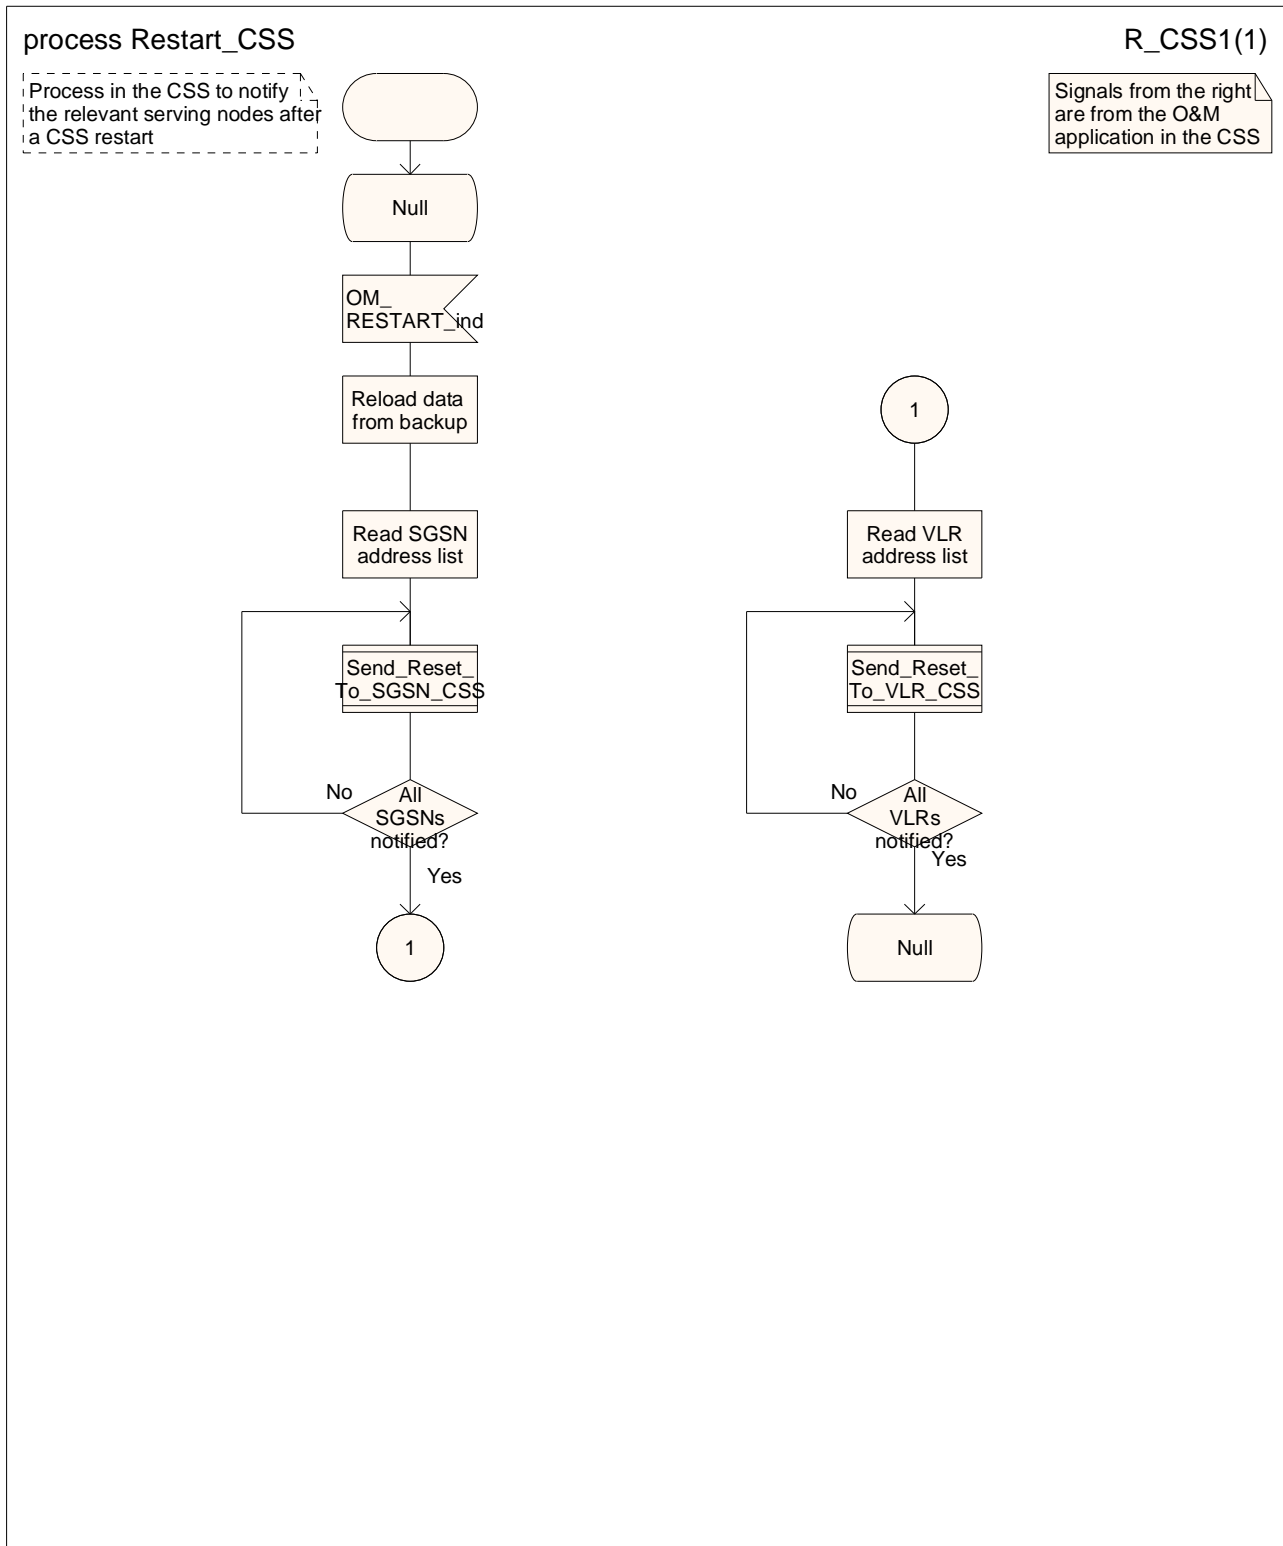 process Restart_CSS
R_CSS1(1)
Process in the CSS to notify
the relevant serving nodes after
a CSS restart
Signals from the right
are from the O&M
application in the CSS
Null
OM_
RESTART_ind
Reload data
from backup
Read SGSN
address list
Send_Reset_
To_SGSN_CSS
No
All
SGSNs
notified?
Yes
1
1
Read VLR
address list
Send_Reset_
To_VLR_CSS
No
All
VLRs
notified?
Yes
Null